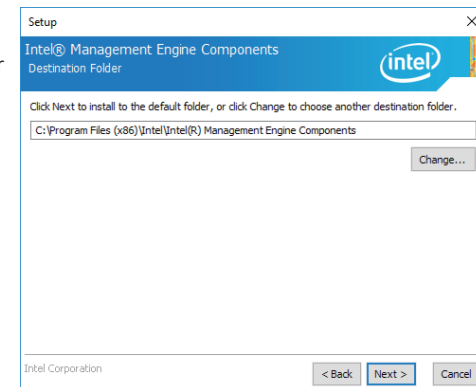 Setup
Intel® Management Engine Components
Destination Folder
intel
Click Next to install to the default folder, or click Change to choose another destination folder.
C:\Program Files (x86)\Intel\Intel(R) Management Engine Components
Change...
Intel Corporation
< Back
Next >
Cancel